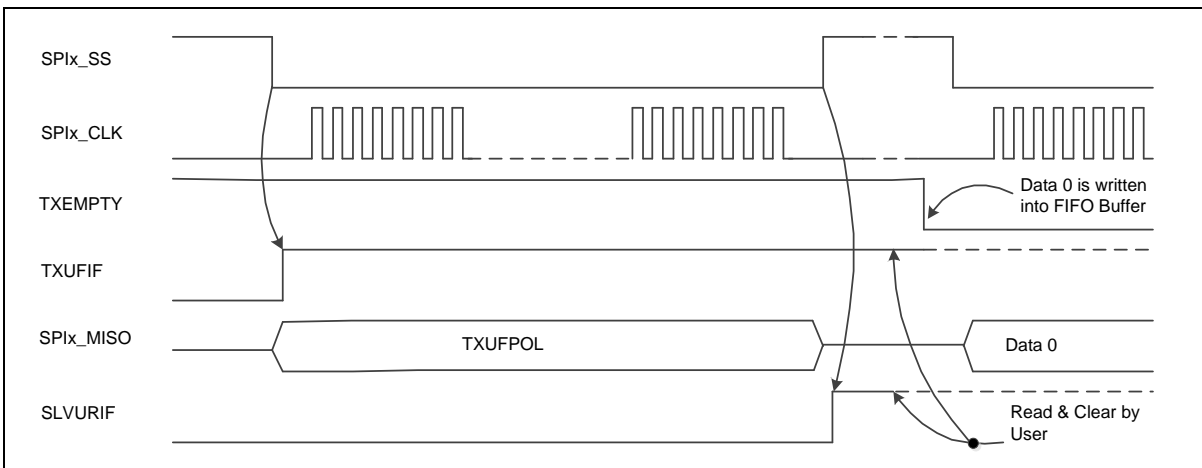 SPIx_SS
SPIx_CLK
TXEMPTY
Data 0 is written
into FIFO Buffer
TXUFIF
SPIx_MISO
TXUFPOL
Data 0
SLVURIF
Read & Clear by
User